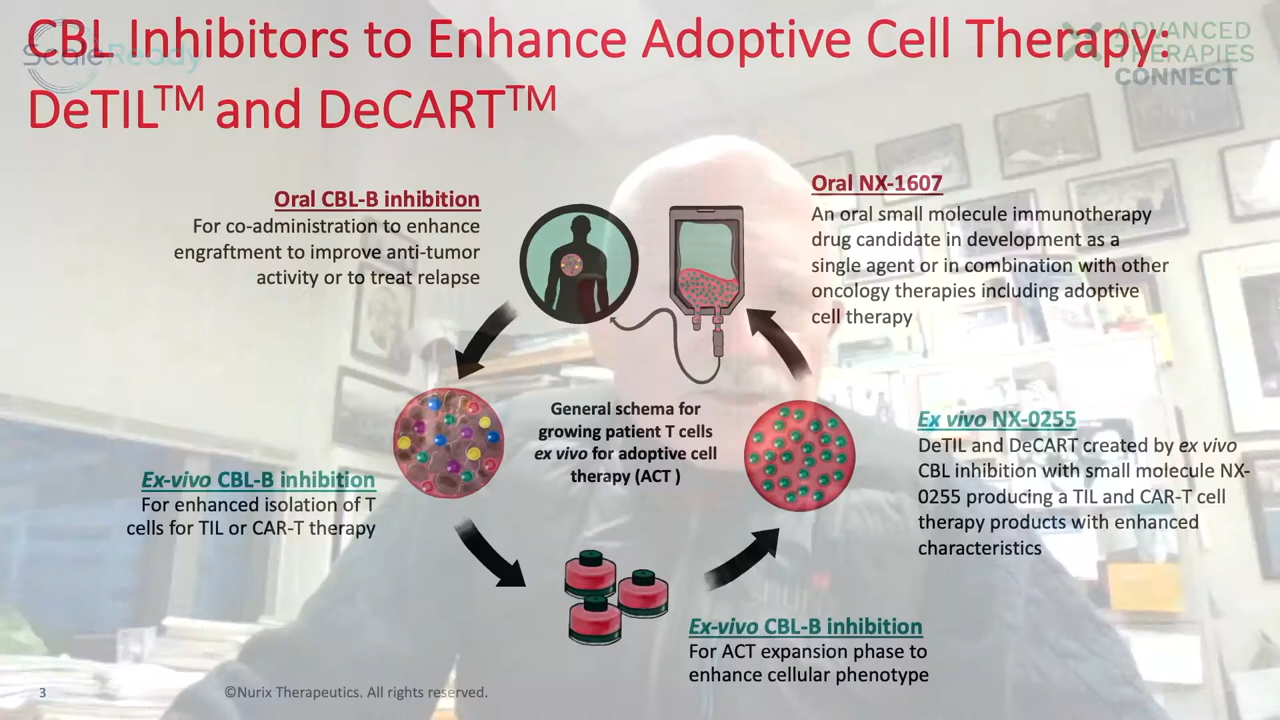 CBL Inhibitors to Enhance Adoptive Cell Therapy:
DeTIL™ and DeCART™
ScaleReady
ADVANCED
THERAPIES
CONNECT
Oral CBL-B inhibition
For co-administration to enhance
engraftment to improve anti-tumor
activity or to treat relapse
Oral NX-1607
An oral small molecule immunotherapy
drug candidate in development as a
single agent or in combination with other
oncology therapies including adoptive
cell therapy
General schema for
growing patient T cells
ex vivo for adoptive cell
therapy (ACT )
Ex vivo NX-0255
DeTIL and DeCART created by ex vivo
CBL inhibition with small molecule NX-
0255 producing a TIL and CAR-T cell
therapy products with enhanced
characteristics
Ex-vivo CBL-B inhibition
For enhanced isolation of T
cells for TIL or CAR-T therapy
Ex-vivo CBL-B inhibition
For ACT expansion phase to
enhance cellular phenotype
3
©Nurix Therapeutics. All rights reserved.